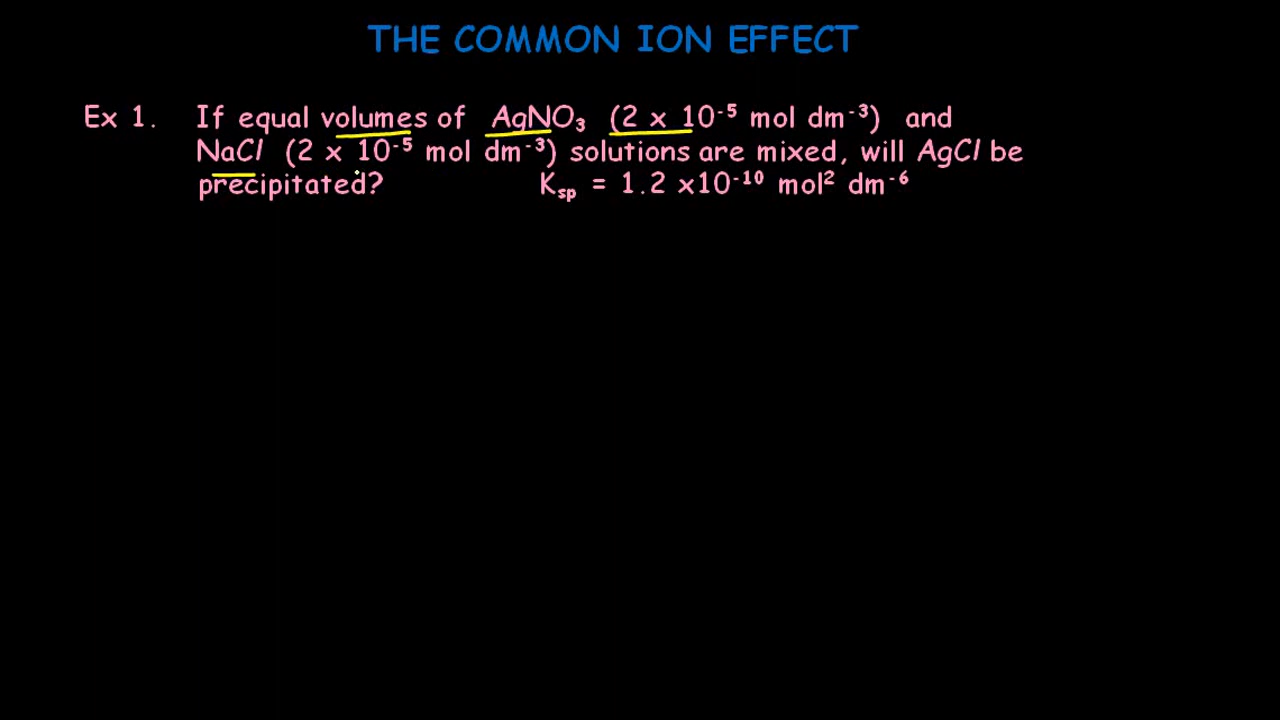 THE COMMON ION EFFECT
Ex 1. If equal volumes of AgNO₃ (2 x 10⁻⁵ mol dm⁻³) and
NaCl (2 x 10⁻⁵ mol dm⁻³) solutions are mixed, will AgCl be
precipitated? Kₛₚ = 1.2 x10⁻¹⁰ mol² dm⁻⁶